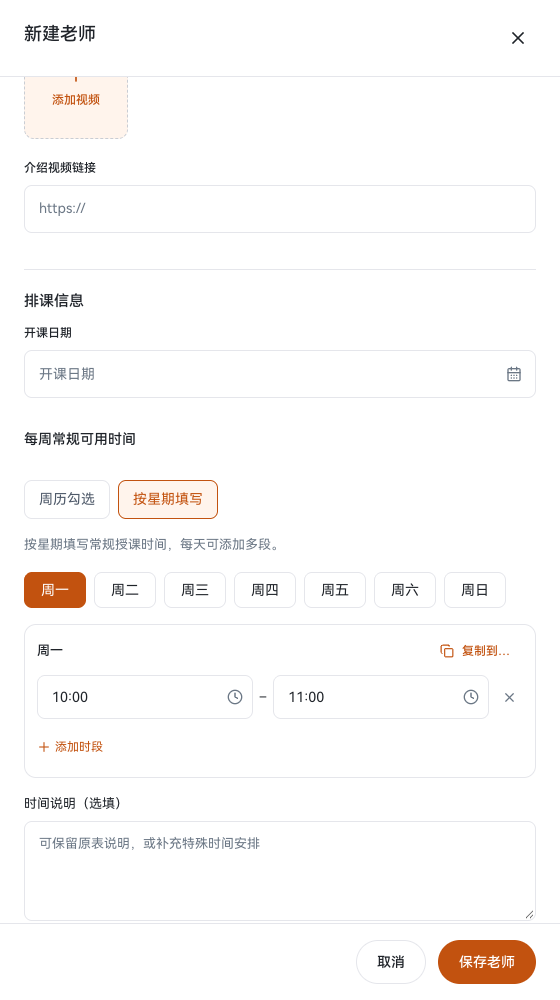 新建老师
添加视频
介绍视频链接
https://
排课信息
开课日期
开课日期
每周常规可用时间
周历勾选
按星期填写
按星期填写常规授课时间，每天可添加多段。
周一
周二
周三
周四
周五
周六
周日
周一
复制到...
10:00
–
11:00
添加时段
时间说明（选填）
可保留原表说明，或补充特殊时间安排
取消
保存老师